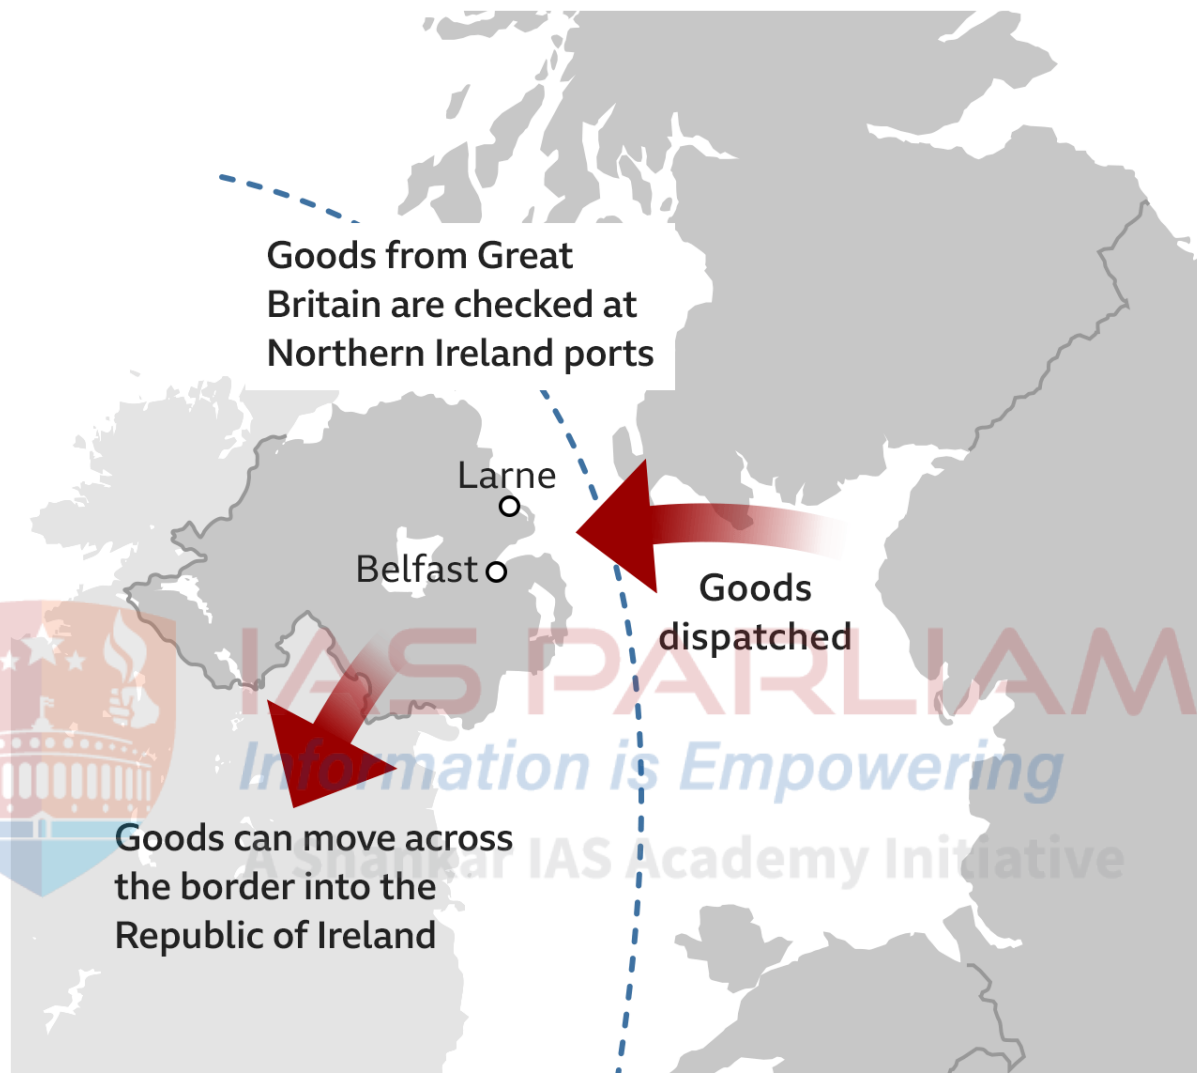 Goods from Great
Britain are checked at
Northern Ireland ports
Larne
Belfast
Goods
dispatched
IAS PARLIAM
Information is Empowering
A Shankar IAS Academy Initiative
Goods can move across
the border into the
Republic of Ireland